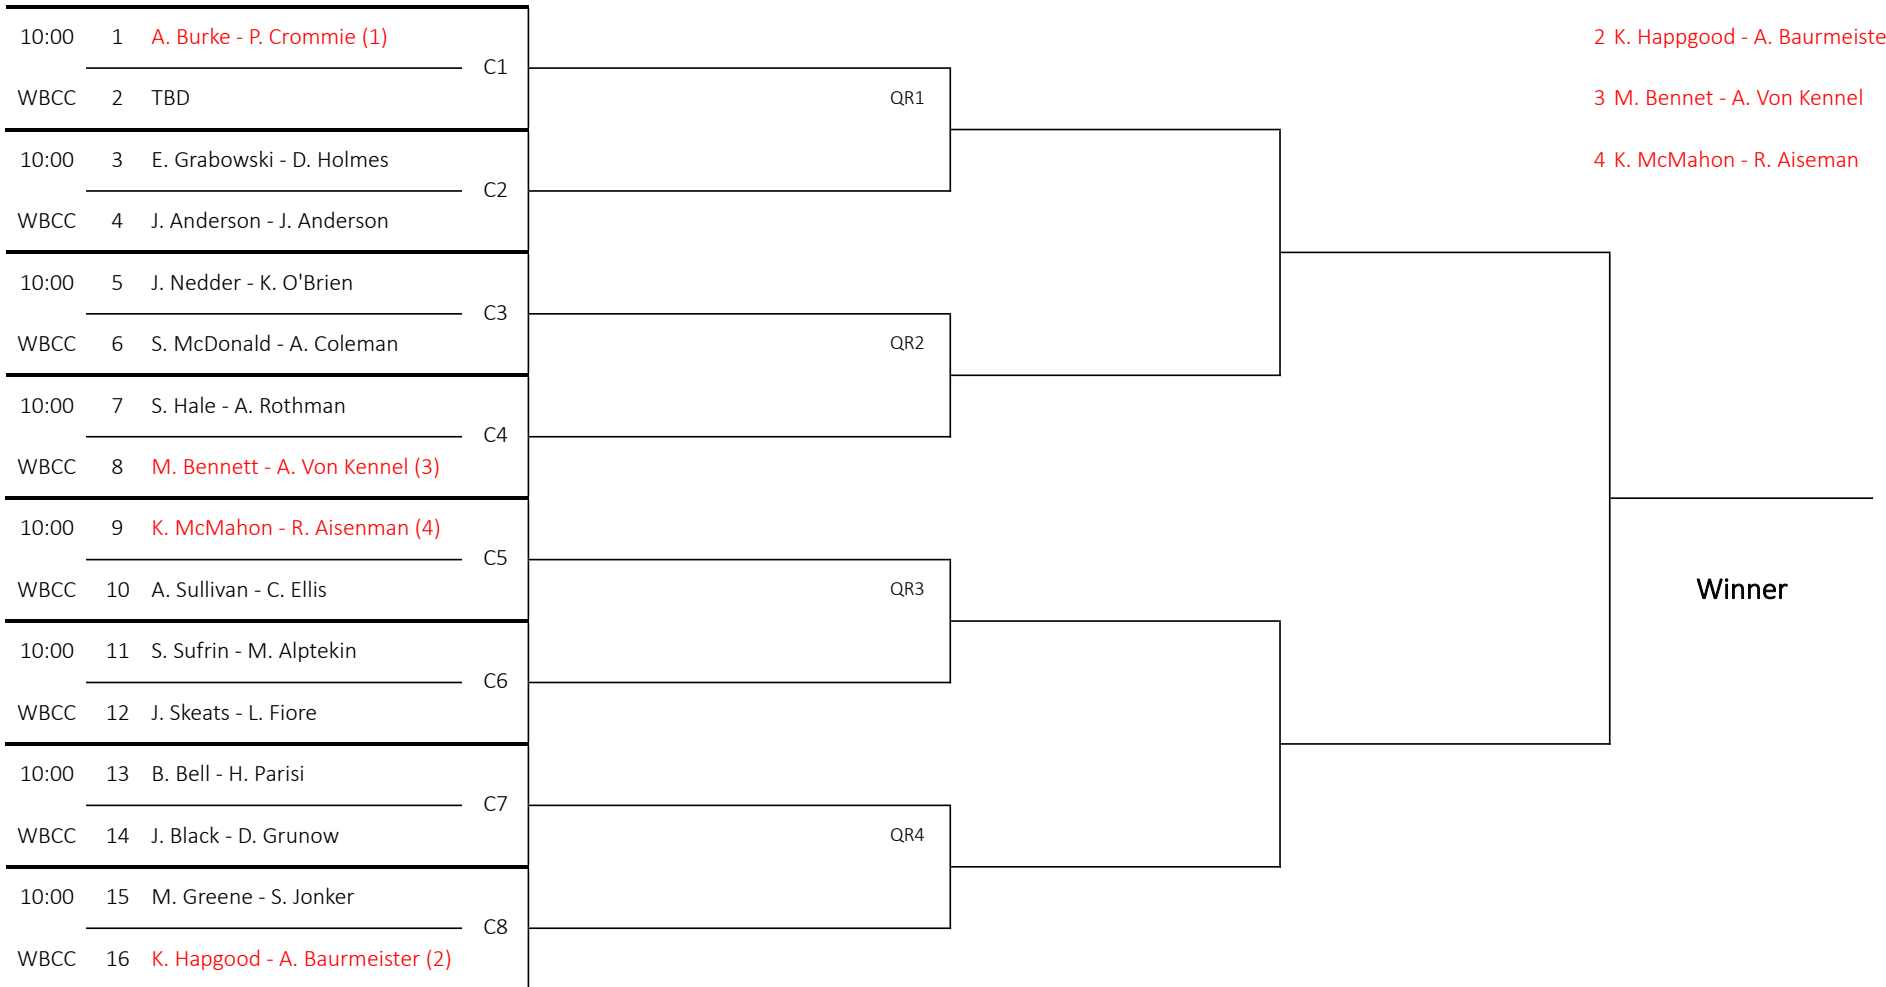 10:00 1 A. Burke - P. Crommie (1)
C1
WBCC 2 TBD
10:00 3 E. Grabowski - D. Holmes
C2
WBCC 4 J. Anderson - J. Anderson
10:00 5 J. Nedder - K. O'Brien
C3
WBCC 6 S. McDonald - A. Coleman
10:00 7 S. Hale - A. Rothman
C4
WBCC 8 M. Bennett - A. Von Kennel (3)
10:00 9 K. McMahon - R. Aisenman (4)
C5
WBCC 10 A. Sullivan - C. Ellis
10:00 11 S. Sufrin - M. Alptekin
C6
WBCC 12 J. Skeats - L. Fiore
10:00 13 B. Bell - H. Parisi
C7
WBCC 14 J. Black - D. Grunow
10:00 15 M. Greene - S. Jonker
C8
WBCC 16 K. Hapgood - A. Baurmeister (2)
QR1
QR2
QR3
QR4
2 K. Happgood - A. Baurmeiste
3 M. Bennet - A. Von Kennel
4 K. McMahon - R. Aiseman
Winner